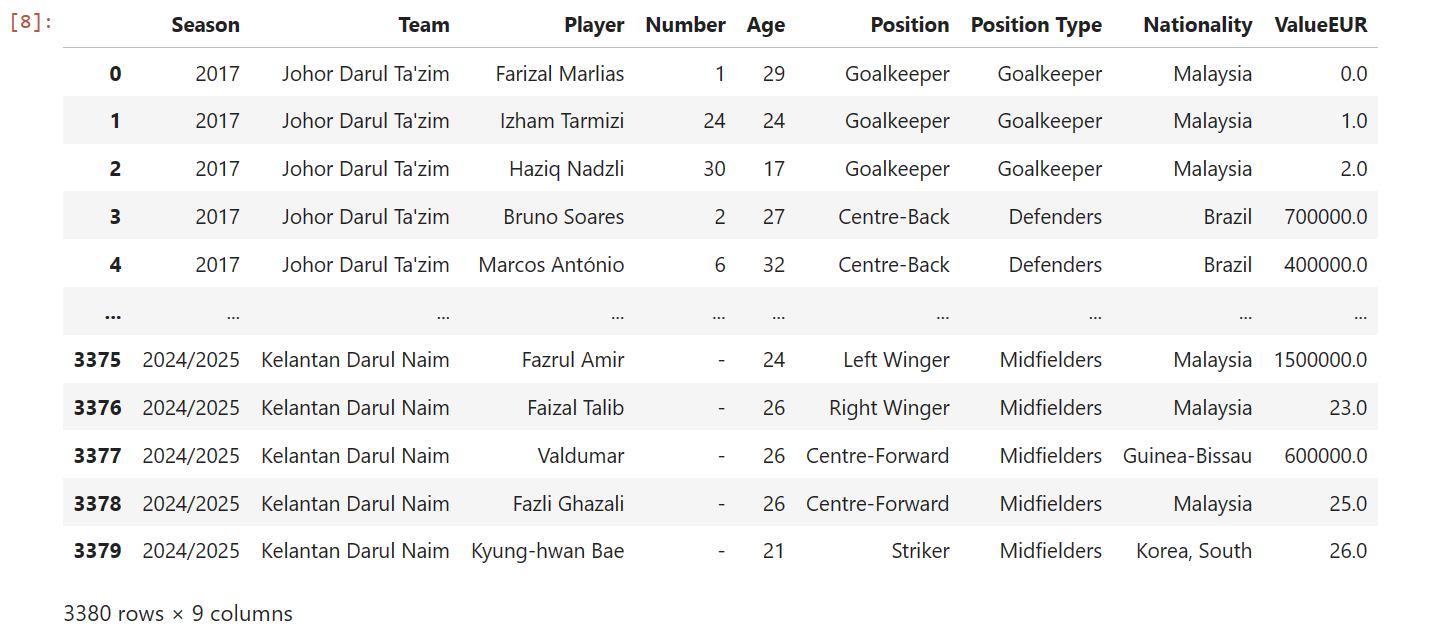 [8]:
Season Team Player Number Age Position Position Type Nationality ValueEUR
0 2017 Johor Darul Ta'zim Farizal Marlias 1 29 Goalkeeper Goalkeeper Malaysia 0.0
1 2017 Johor Darul Ta'zim Izham Tarmizi 24 24 Goalkeeper Goalkeeper Malaysia 1.0
2 2017 Johor Darul Ta'zim Haziq Nadzli 30 17 Goalkeeper Goalkeeper Malaysia 2.0
3 2017 Johor Darul Ta'zim Bruno Soares 2 27 Centre-Back Defenders Brazil 700000.0
4 2017 Johor Darul Ta'zim Marcos António 6 32 Centre-Back Defenders Brazil 400000.0
... ... ... ... ... ... ... ... ... ...
3375 2024/2025 Kelantan Darul Naim Fazrul Amir - 24 Left Winger Midfielders Malaysia 1500000.0
3376 2024/2025 Kelantan Darul Naim Faizal Talib - 26 Right Winger Midfielders Malaysia 23.0
3377 2024/2025 Kelantan Darul Naim Valdumar - 26 Centre-Forward Midfielders Guinea-Bissau 600000.0
3378 2024/2025 Kelantan Darul Naim Fazli Ghazali - 26 Centre-Forward Midfielders Malaysia 25.0
3379 2024/2025 Kelantan Darul Naim Kyung-hwan Bae - 21 Striker Midfielders Korea, South 26.0
3380 rows × 9 columns